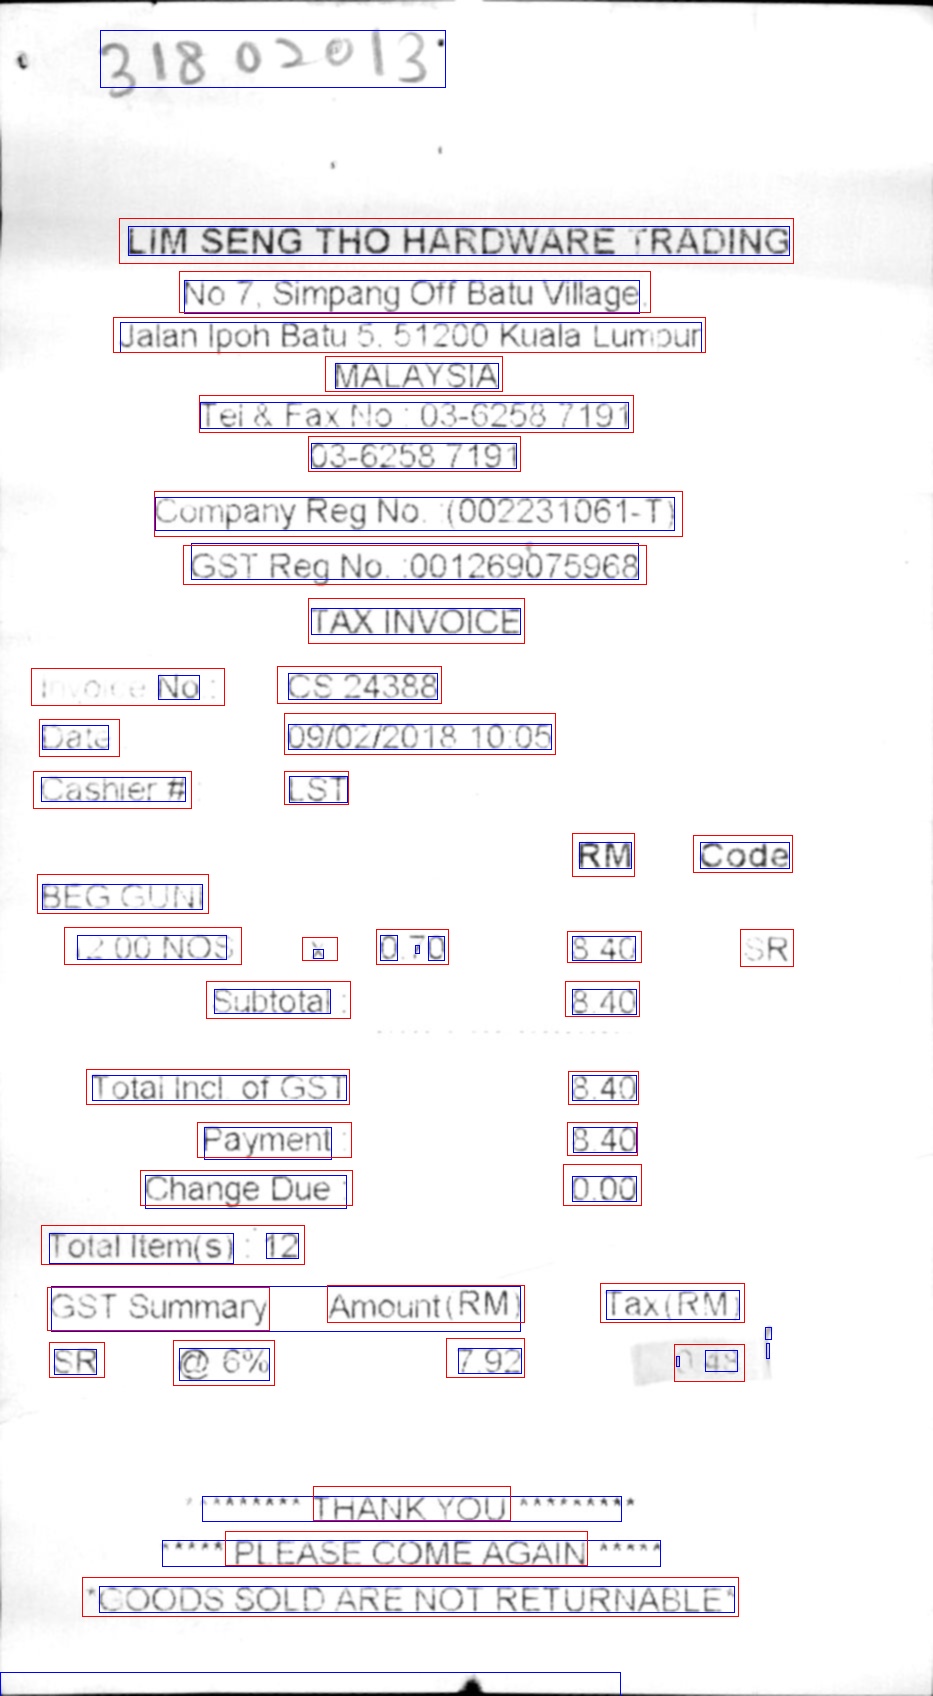 31802013
LIM SENG THO HARDWARE TRADING
No 7, Simpang Off Batu Village,
Jalan Ipoh Batu 5, 51200 Kuala Lumpur
MALAYSIA
Tel & Fax No : 03-6258 7191
03-6258 7191
Company Reg No. :(002231061-T)
GST Reg No. :001269075968
TAX INVOICE
Invoice No : CS 24388
Date 09/02/2018 10:05
Cashier # : LST
RM Code
BEG GUNI
12.00 NOS x 0.70 8.40 SR
Subtotal : 8.40
Total Incl. of GST 8.40
Payment : 8.40
Change Due : 0.00
Total Item(s) : 12
GST Summary Amount(RM) Tax(RM)
SR @ 6% 7.92 0.48
********* THANK YOU *********
***** PLEASE COME AGAIN *****
*GOODS SOLD ARE NOT RETURNABLE*